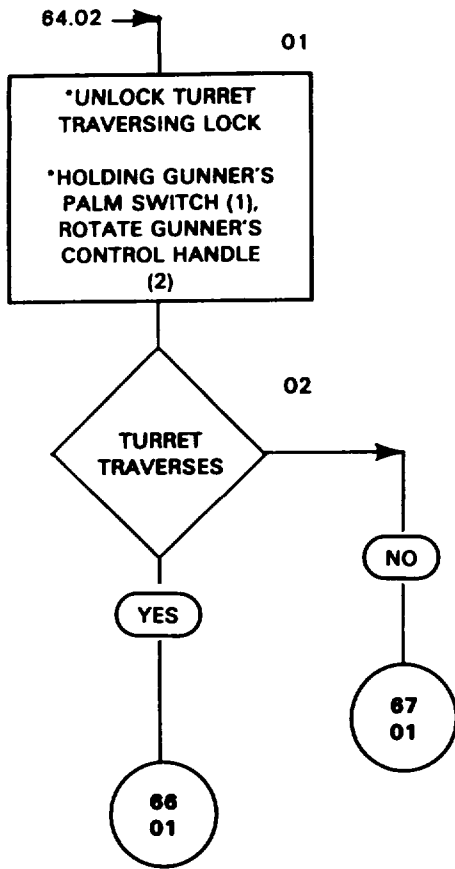 64.02
01
*UNLOCK TURRET
TRAVERSING LOCK
*HOLDING GUNNER'S
PALM SWITCH (1),
ROTATE GUNNER'S
CONTROL HANDLE
(2)
02
TURRET
TRAVERSES
NO
YES
67
01
66
01